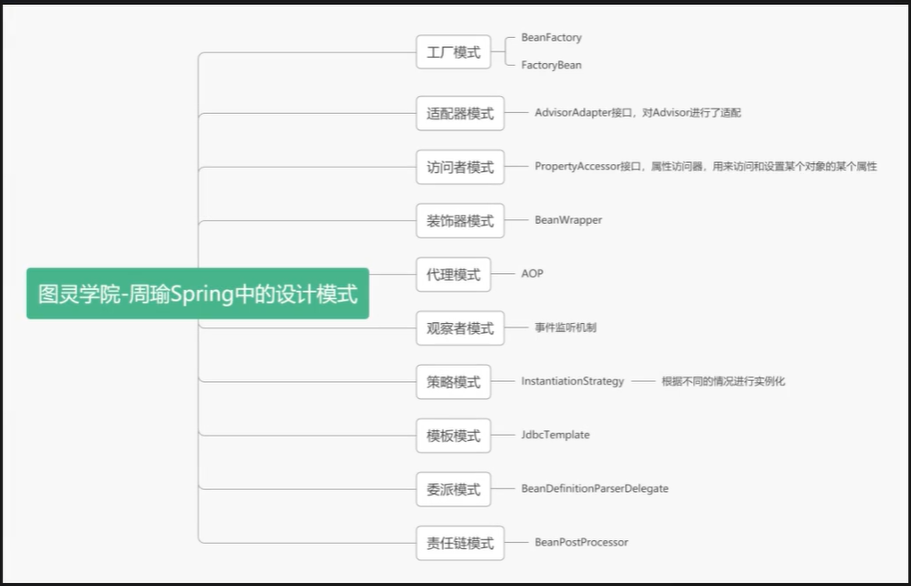 工厂模式
BeanFactory
FactoryBean
适配器模式
AdvisorAdapter接口，对Advisor进行了适配
访问者模式
PropertyAccessor接口，属性访问器，用来访问和设置某个对象的某个属性
装饰器模式
BeanWrapper
图灵学院-周瑜Spring中的设计模式
代理模式
AOP
观察者模式
事件监听机制
策略模式
InstantiationStrategy
根据不同的情况进行实例化
模板模式
JdbcTemplate
委派模式
BeanDefinitionParserDelegate
责任链模式
BeanPostProcessor